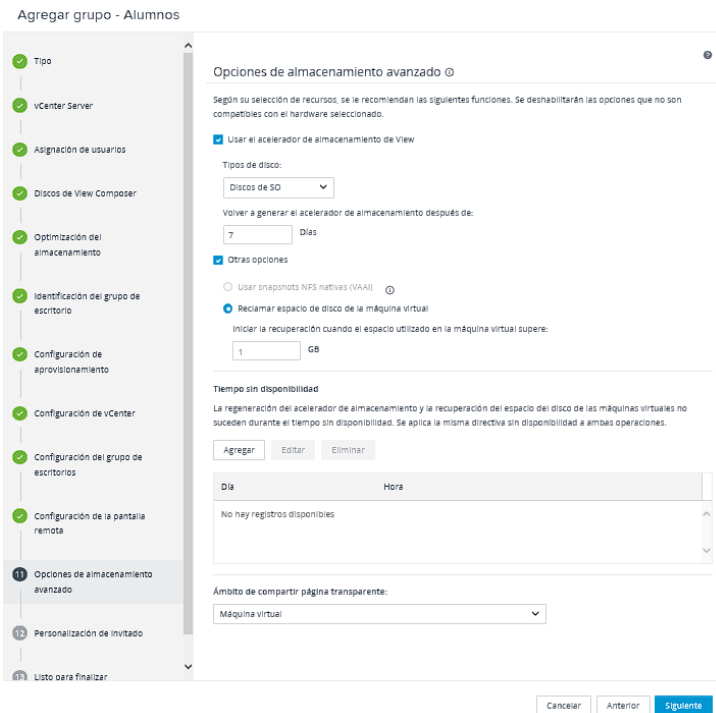 Agregar grupo - Alumnos
Tipo
vCenter Server
Asignación de usuarios
Discos de View Composer
Optimización del
almacenamiento
Identificación del grupo de
escritorio
Configuración de
aprovisionamiento
Configuración de vCenter
Configuración del grupo de
escritorios
Configuración de la pantalla
remota
11 Opciones de almacenamiento
avanzado
12 Personalización de invitado
13 Listo para finalizar
Opciones de almacenamiento avanzado
Según su selección de recursos, se le recomiendan las siguientes funciones. Se deshabilitarán las opciones que no son
compatibles con el hardware seleccionado.
Usar el acelerador de almacenamiento de View
Tipos de disco:
Discos de SO
Volver a generar el acelerador de almacenamiento después de:
7 Días
Otras opciones
Usar snapshots NFS nativas (VAAI)
Reclamar espacio de disco de la máquina virtual
Iniciar la recuperación cuando el espacio utilizado en la máquina virtual supere:
1 GB
Tiempo sin disponibilidad
La regeneración del acelerador de almacenamiento y la recuperación del espacio del disco de las máquinas virtuales no
suceden durante el tiempo sin disponibilidad. Se aplica la misma directiva sin disponibilidad a ambas operaciones.
Agregar Editar Eliminar
Día Hora
No hay registros disponibles
Ámbito de compartir página transparente:
Máquina virtual
Cancelar Anterior Siguiente